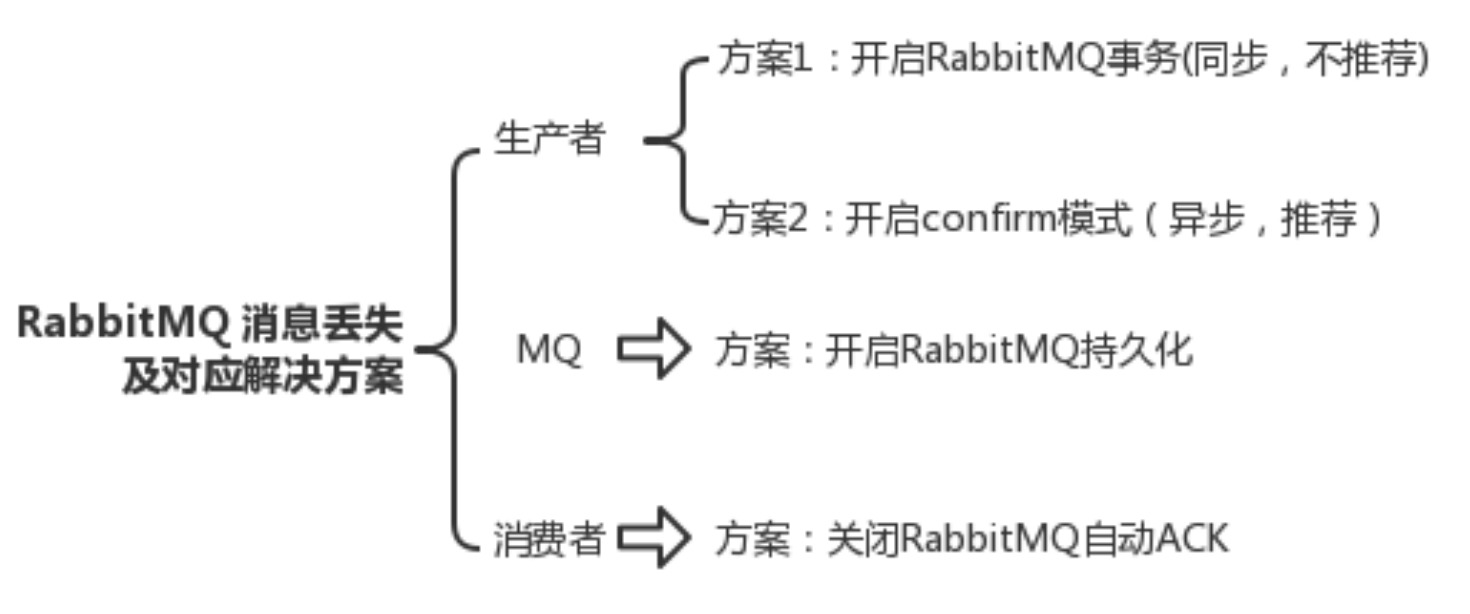 RabbitMQ 消息丢失
及对应解决方案
生产者
方案1：开启RabbitMQ事务(同步，不推荐)
方案2：开启confirm模式（异步，推荐）
MQ
方案：开启RabbitMQ持久化
消费者
方案：关闭RabbitMQ自动ACK